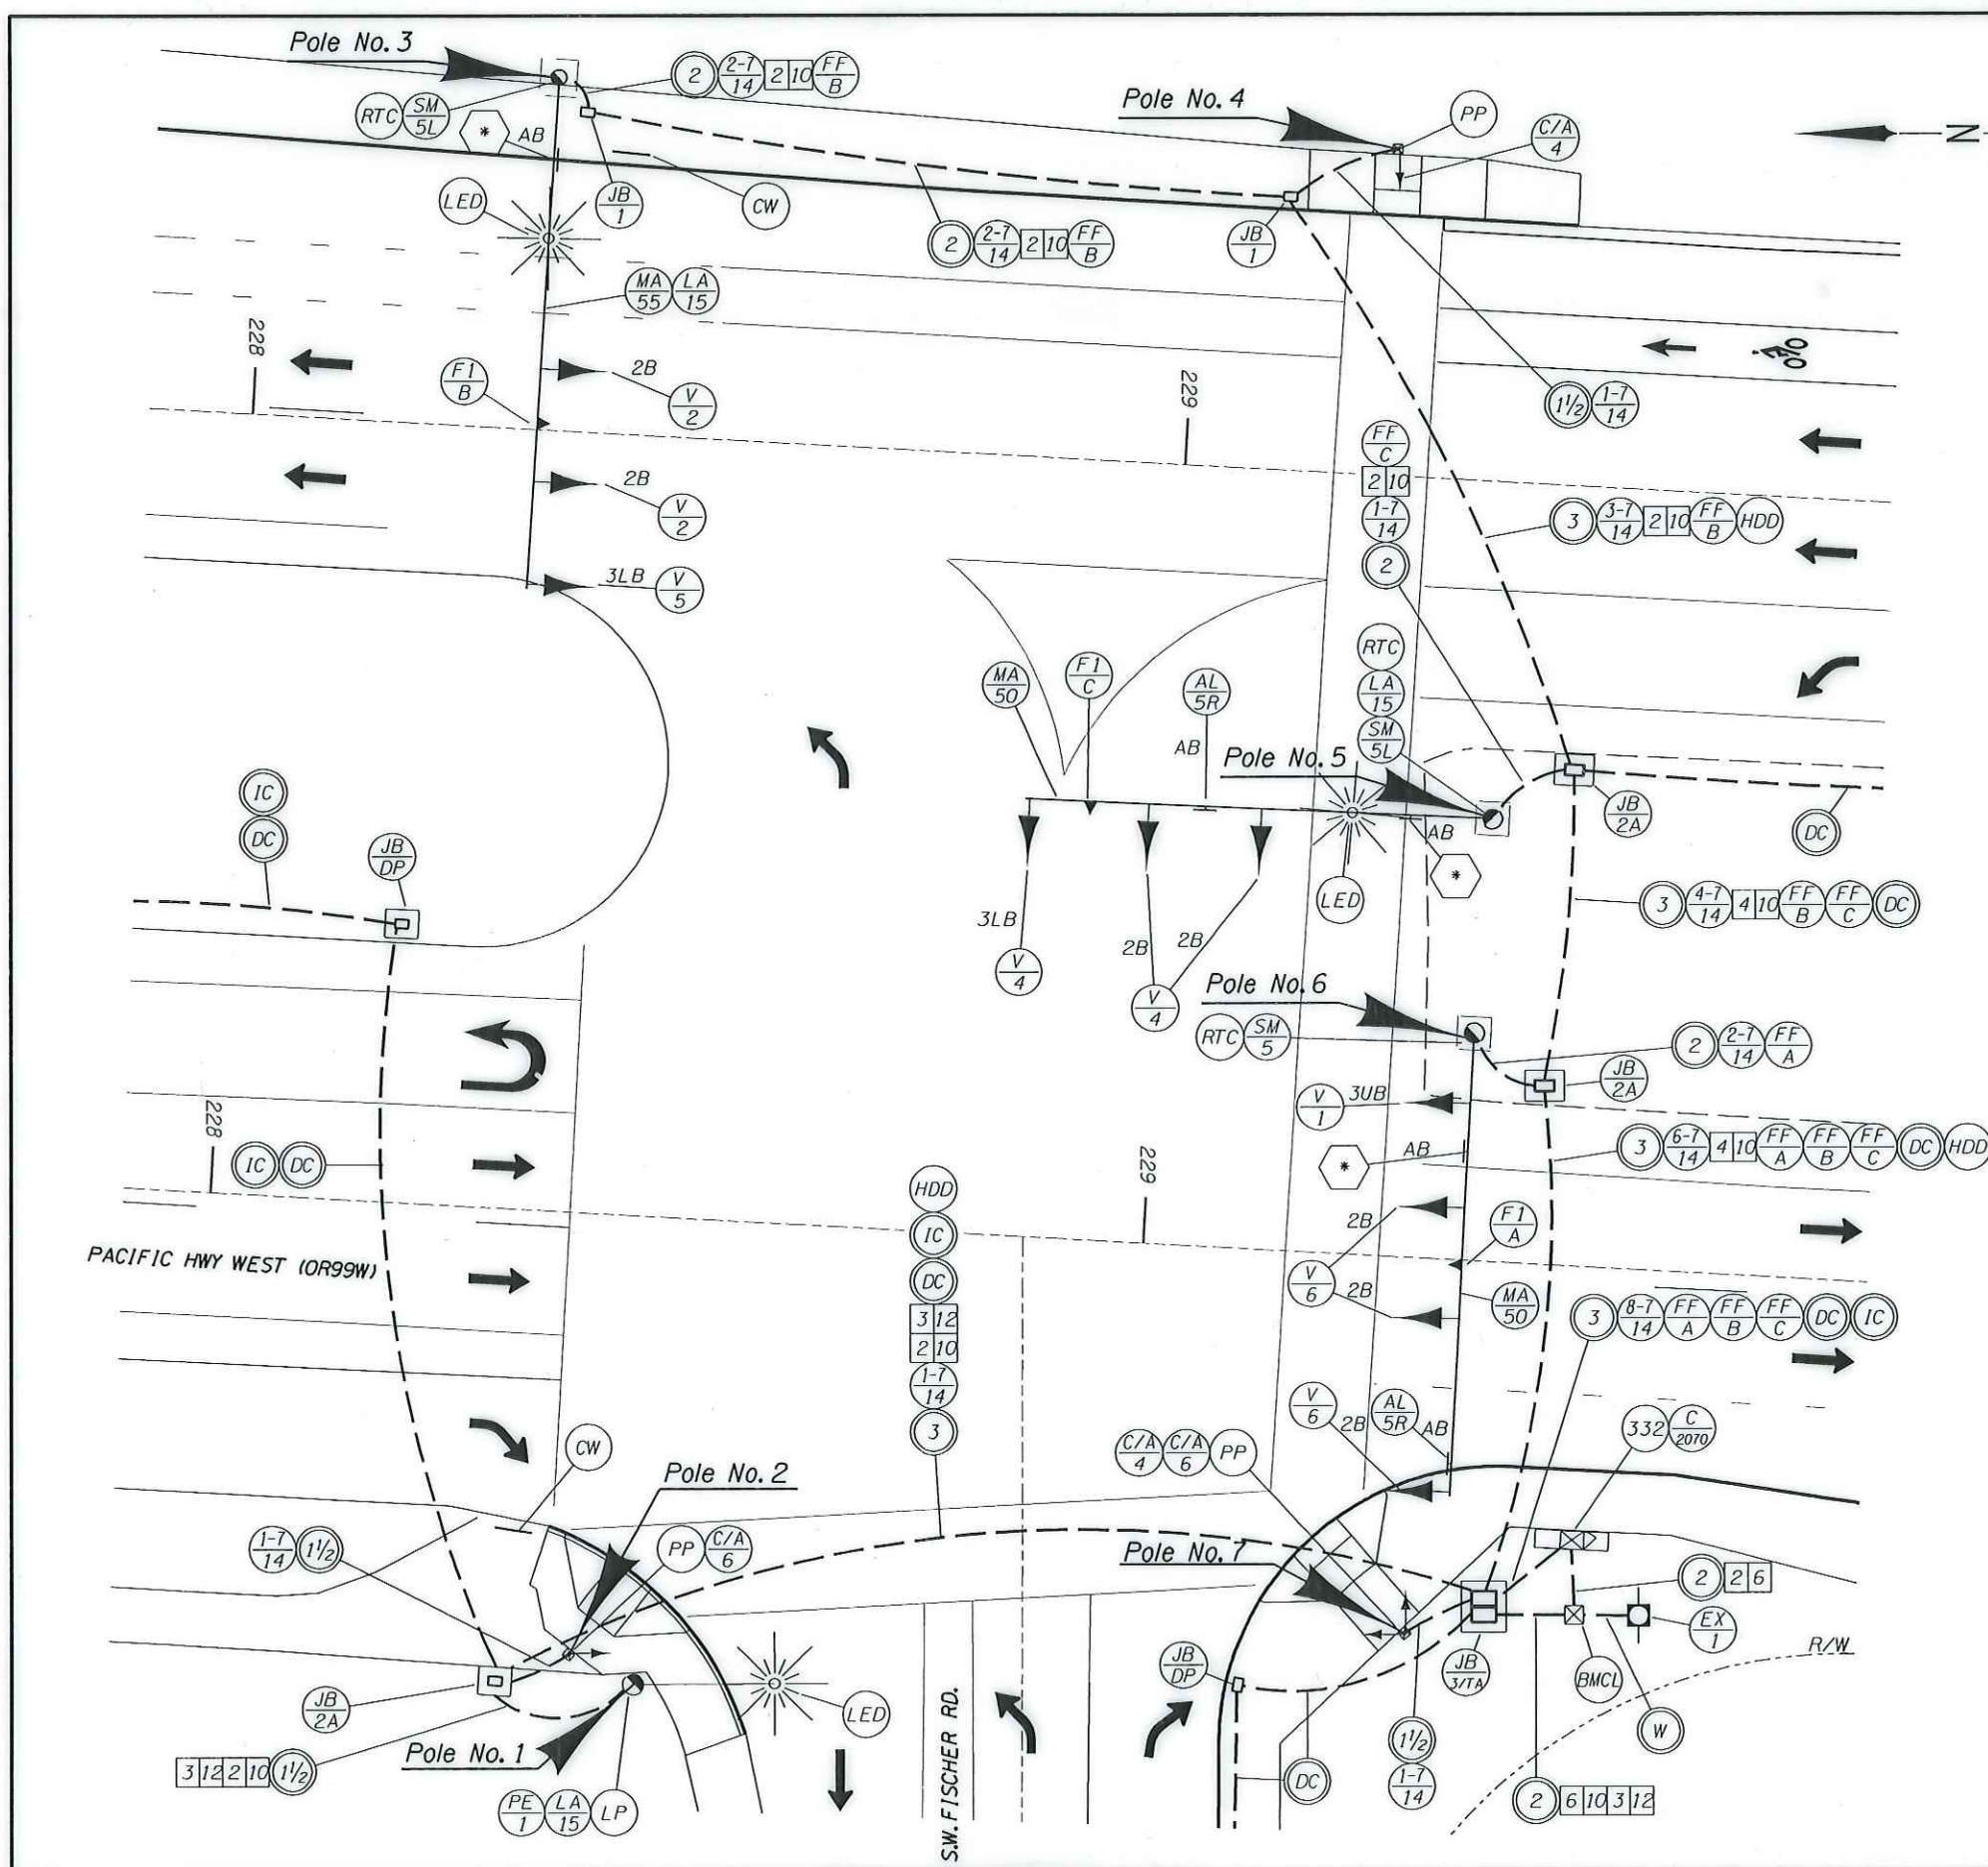 Pole No. 3
2 2-7/14 2 10 FF/B
RTC SM/5L * AB
JB/1
CW
LED
Pole No. 4
PP
C/A/4
N
2 2-7/14 2 10 FF/B
JB/1
MA/55 LA/15
228
F1/B
2B
V/2
2B
V/2
3LB V/5
229
1½ 1-7/14
FF/C
2 10
1-7/14
2
3 3-7/14 2 10 FF/B HDD
RTC
LA/15
SM/5L
MA/50
F1/C
AL/5R
AB
Pole No. 5
JB/2A
DC
AB
*
LED
IC
DC
JB/DP
3LB
V/4
2B
2B
V/4
3 4-7/14 4 10 FF/B FF/C DC
Pole No. 6
RTC SM/5
2 2-7/14 FF/A
JB/2A
V/1 3UB
AB
*
3 6-7/14 4 10 FF/A FF/B FF/C DC HDD
228
IC DC
229
HDD
IC
DC
3 12
2 10
1-7/14
3
2B
V/6
2B
F1/A
MA/50
PACIFIC HWY WEST (OR99W)
3 8-7/14 FF/A FF/B FF/C DC IC
V/6
2B
AL/5R
AB
332 C/2070
C/A/4 C/A/6 PP
CW
Pole No. 2
1-7/14 1½
PP C/A/6
Pole No. 7
2 2 6
EX/1
R/W
JB/DP
JB/3/TA
BMCL
W
JB/2A
LED
Pole No. 1
3 12 2 10 1½
PE/1 LA/15 LP
S.W. FISCHER RD.
DC
1½
1-7/14
2 6 10 3 12